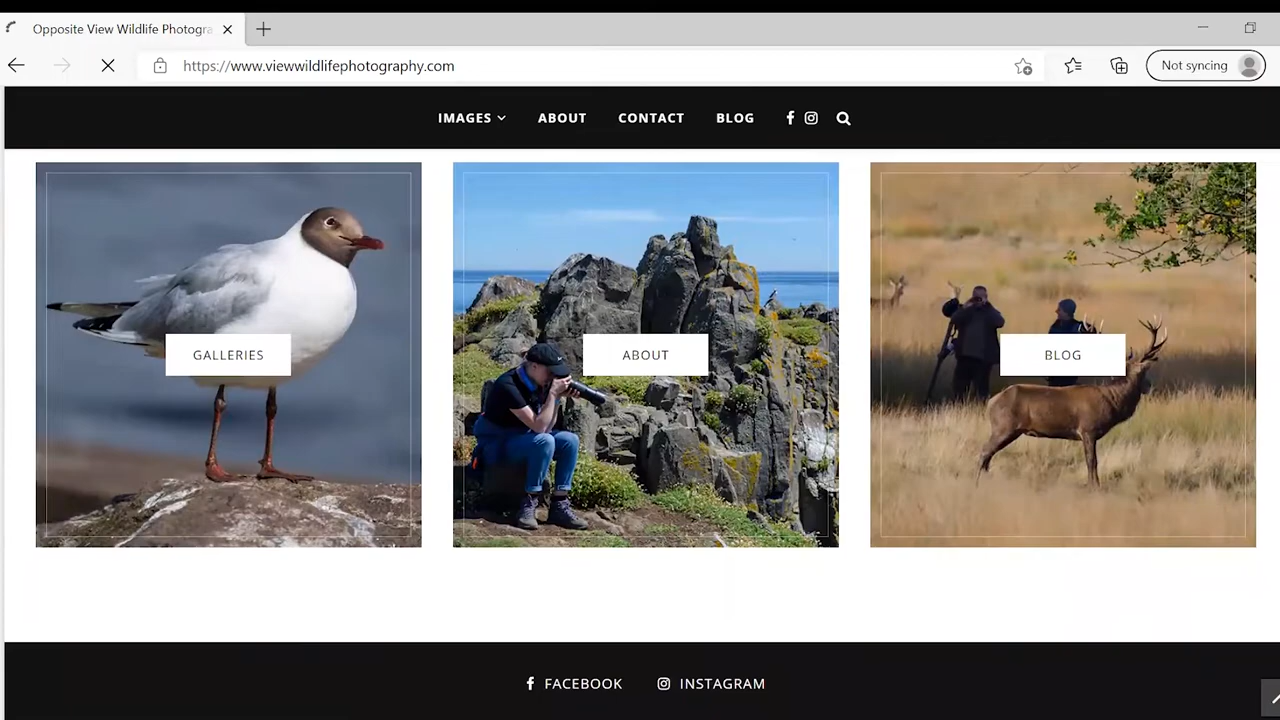 Opposite View Wildlife Photogra
https://www.viewwildlifephotography.com
Not syncing
IMAGES ABOUT CONTACT BLOG
GALLERIES
ABOUT
BLOG
FACEBOOK INSTAGRAM